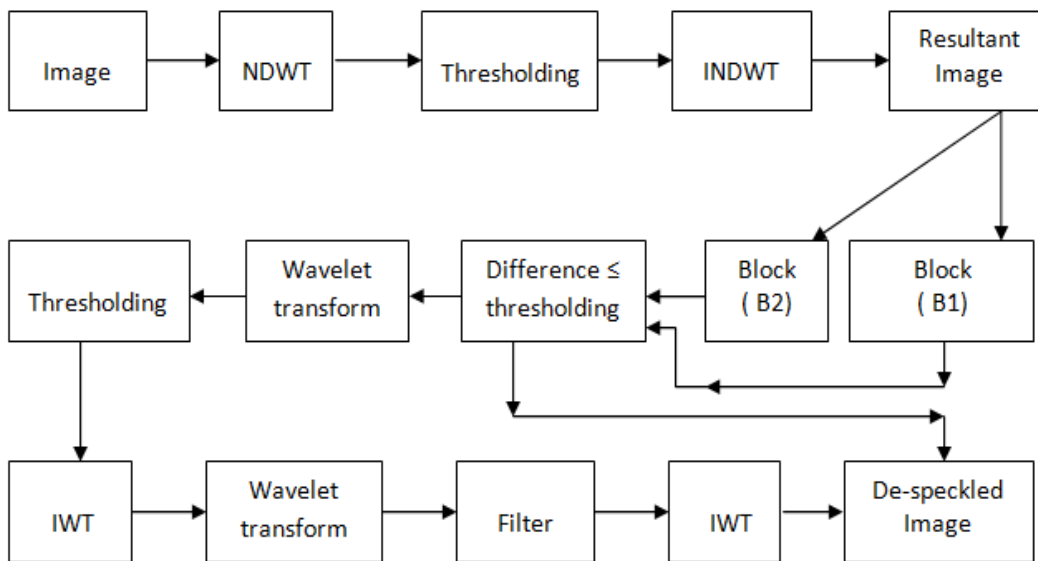 Image
NDWT
Thresholding
INDWT
Resultant
Image
Thresholding
Wavelet
transform
Difference ≤
thresholding
Block
( B2)
Block
( B1)
IWT
Wavelet
transform
Filter
IWT
De-speckled
Image